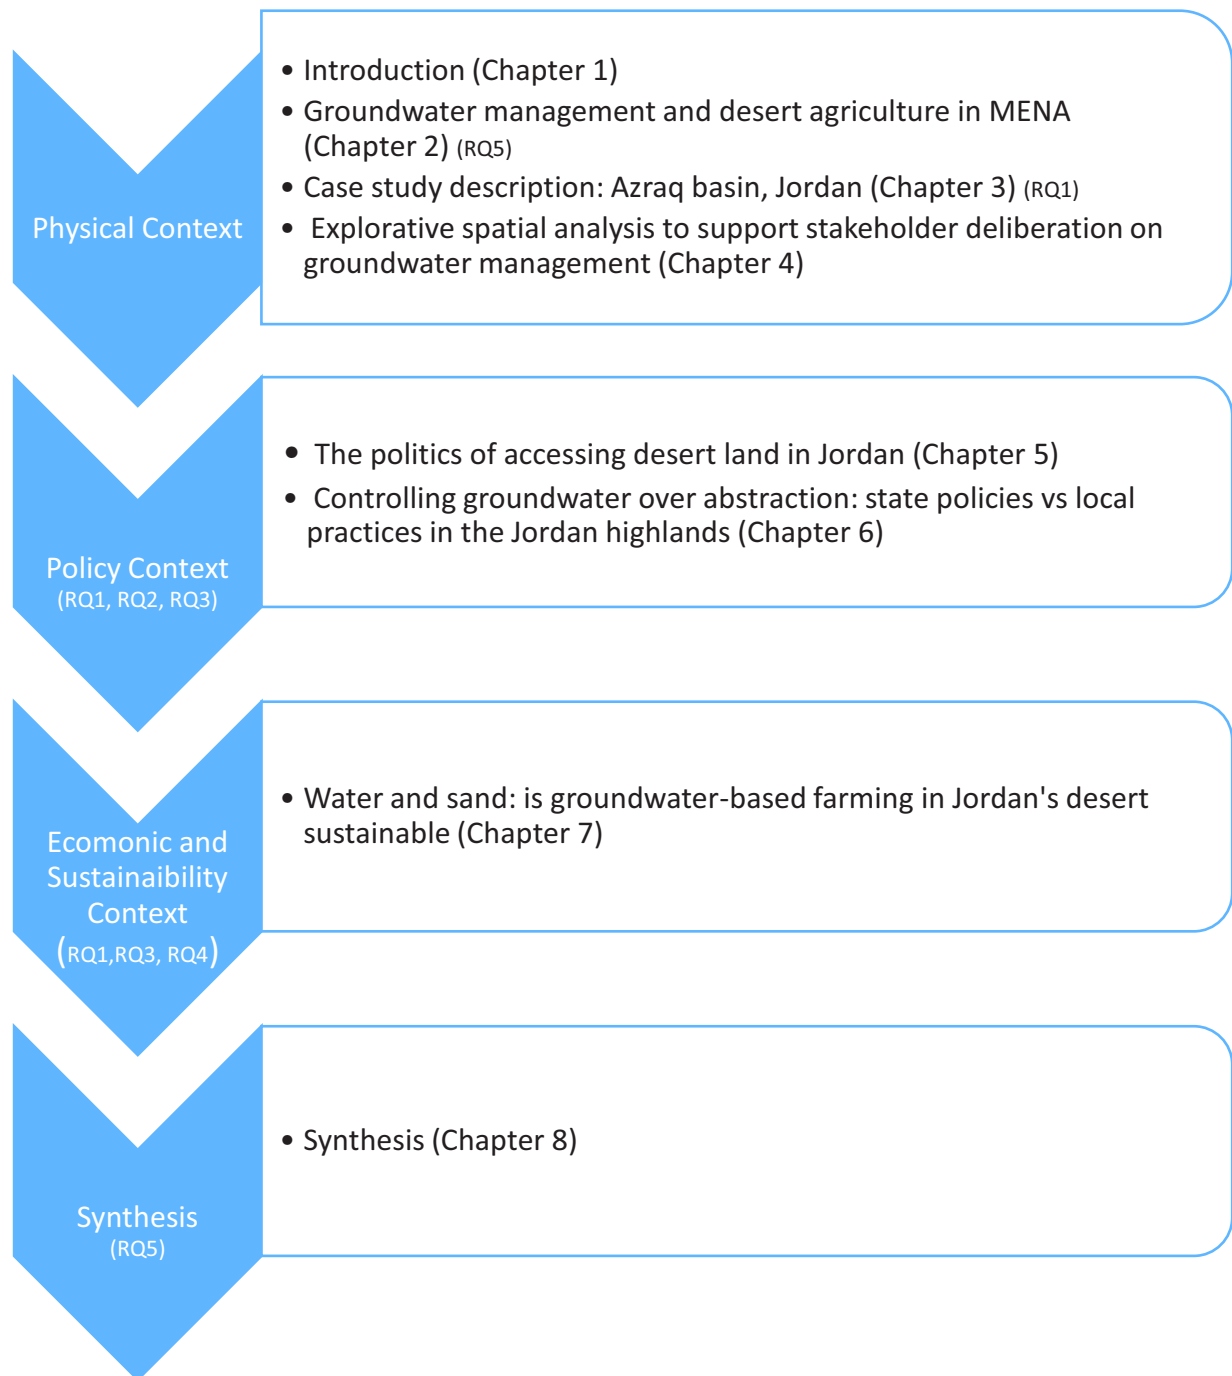 • Introduction (Chapter 1)
• Groundwater management and desert agriculture in MENA
(Chapter 2) (RQ5)
• Case study description: Azraq basin, Jordan (Chapter 3) (RQ1)
• Explorative spatial analysis to support stakeholder deliberation on
groundwater management (Chapter 4)
Physical Context
• The politics of accessing desert land in Jordan (Chapter 5)
• Controlling groundwater over abstraction: state policies vs local
practices in the Jordan highlands (Chapter 6)
Policy Context
(RQ1, RQ2, RQ3)
• Water and sand: is groundwater-based farming in Jordan's desert
sustainable (Chapter 7)
Ecomonic and
Sustainaibility
Context
(RQ1,RQ3, RQ4)
• Synthesis (Chapter 8)
Synthesis
(RQ5)